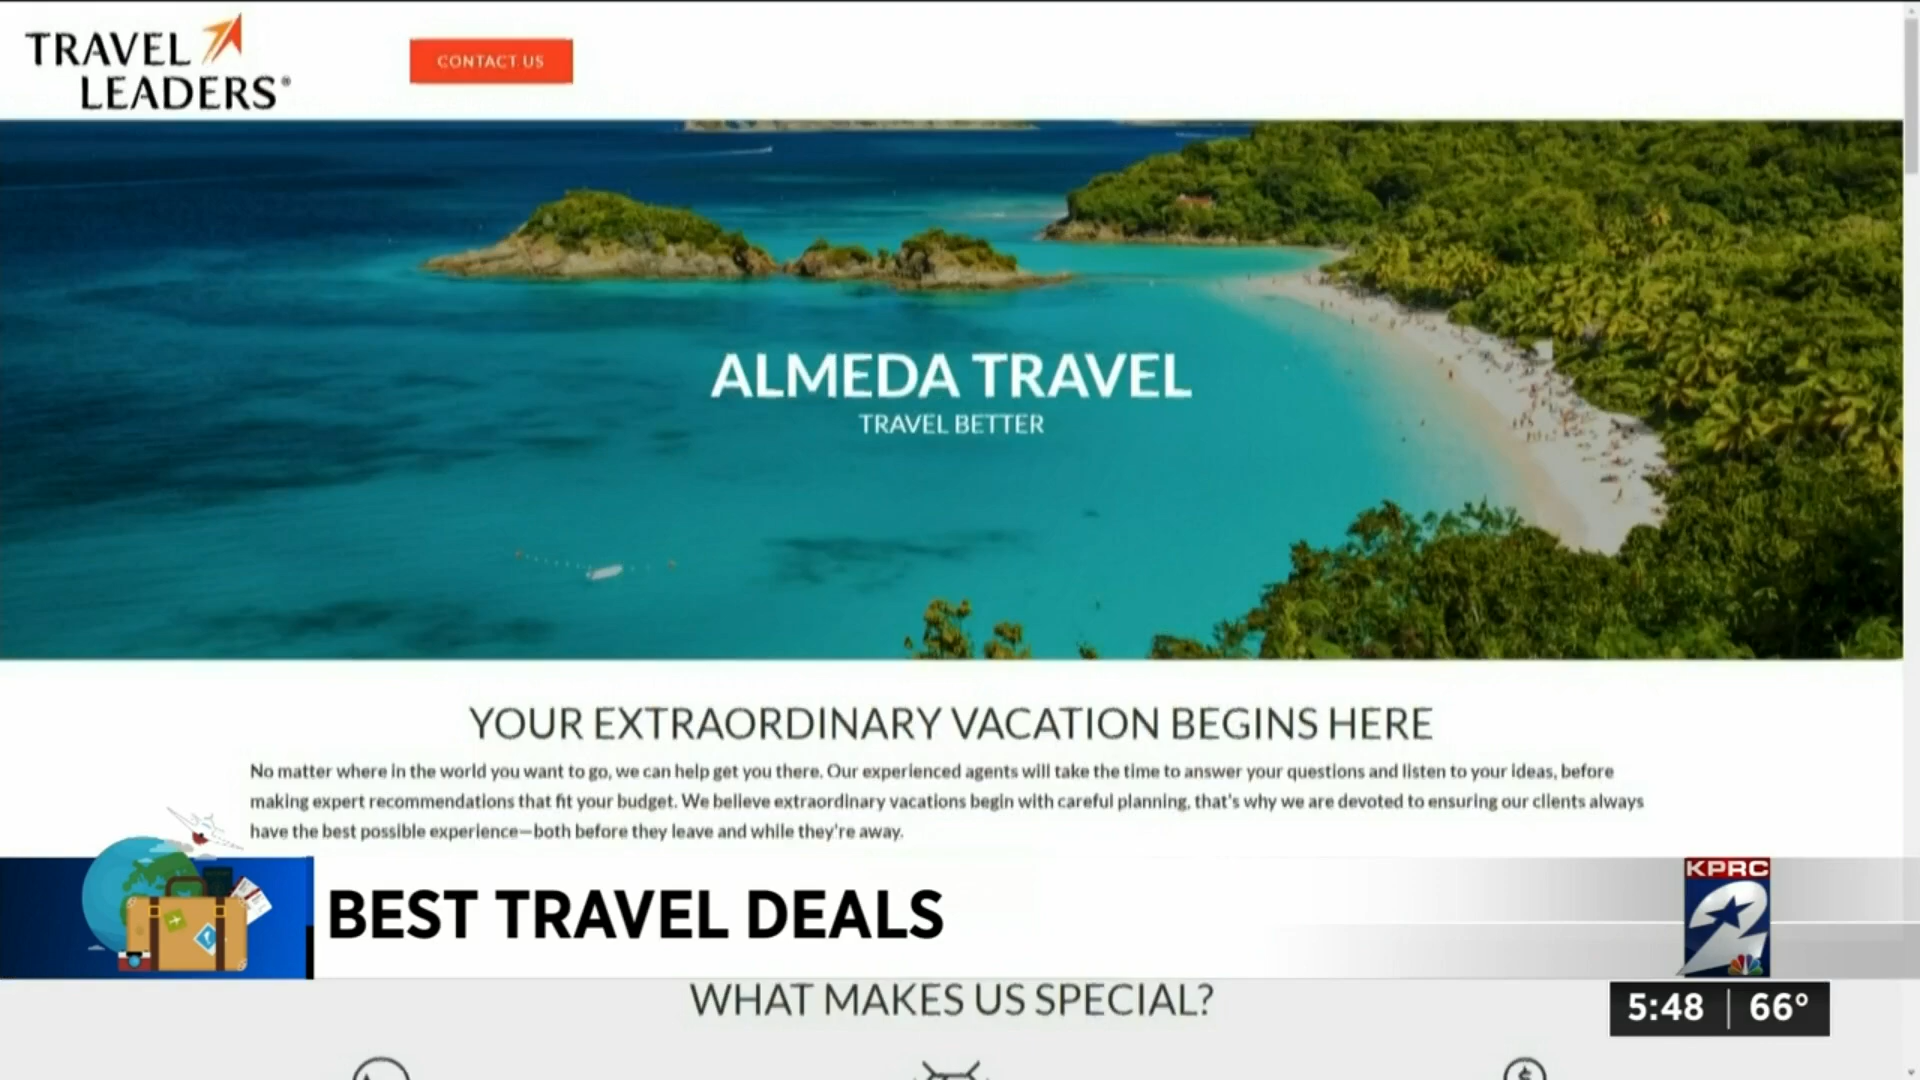 TRAVEL
LEADERS®
CONTACT US
ALMEDA TRAVEL
TRAVEL BETTER
YOUR EXTRAORDINARY VACATION BEGINS HERE
No matter where in the world you want to go, we can help get you there. Our experienced agents will take the time to answer your questions and listen to your ideas, before
making expert recommendations that fit your budget. We believe extraordinary vacations begin with careful planning, that's why we are devoted to ensuring our clients always
have the best possible experience—both before they leave and while they're away.
BEST TRAVEL DEALS
KPRC
2
WHAT MAKES US SPECIAL?
5:48 | 66°
$